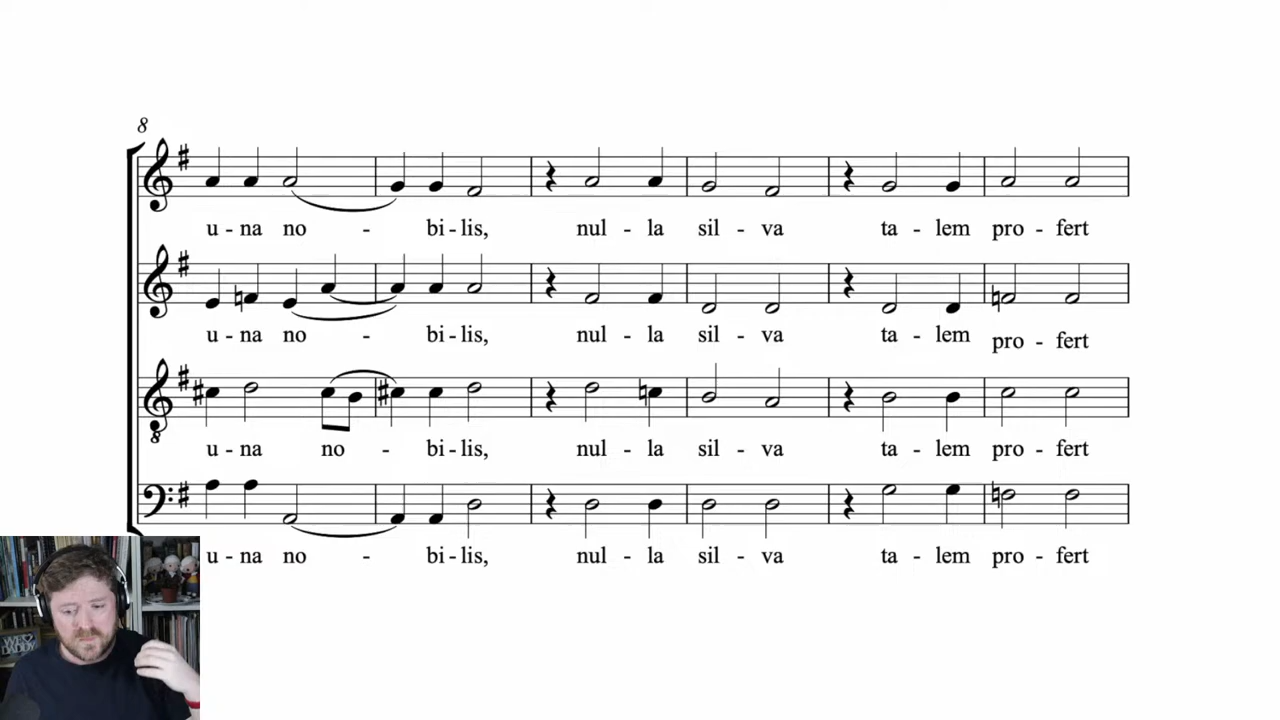 8
u - na no - bi - lis, nul - la sil - va ta - lem pro - fert
u - na no - bi - lis, nul - la sil - va ta - lem pro - fert
8
u - na no - bi - lis, nul - la sil - va ta - lem pro - fert
u - na no - bi - lis, nul - la sil - va ta - lem pro - fert